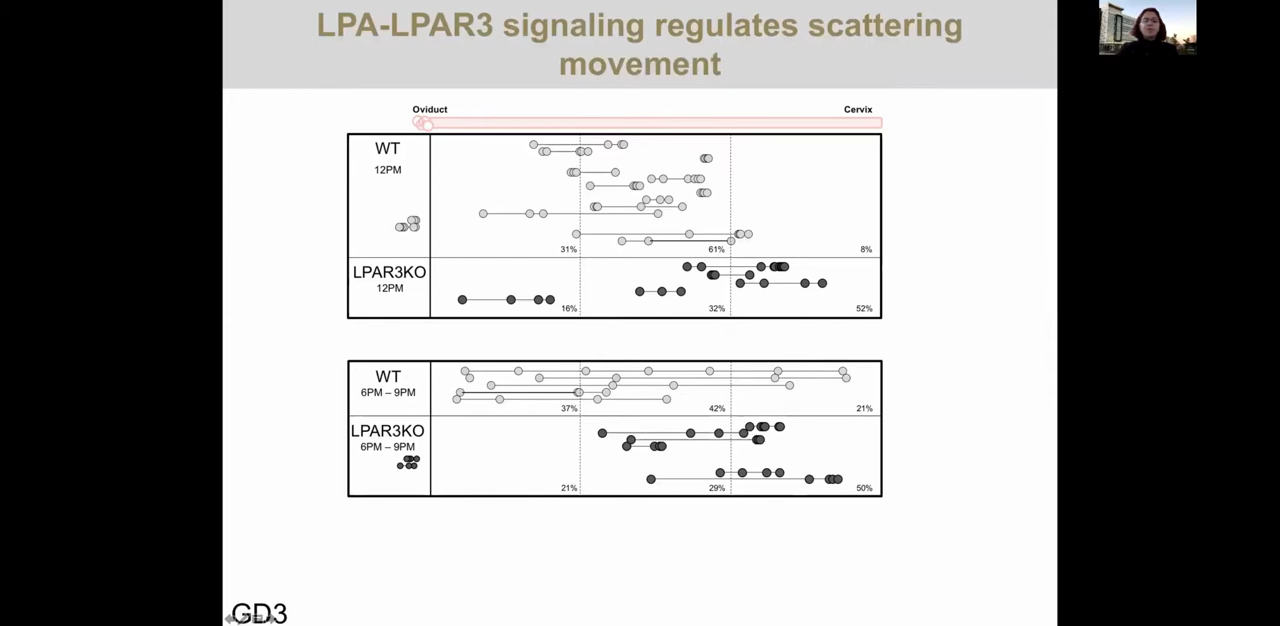 LPA-LPAR3 signaling regulates scattering
movement
Oviduct
Cervix
WT
12PM
31%
61%
8%
LPAR3KO
12PM
16%
32%
52%
WT
6PM – 9PM
37%
42%
21%
LPAR3KO
6PM – 9PM
21%
29%
50%
GD3